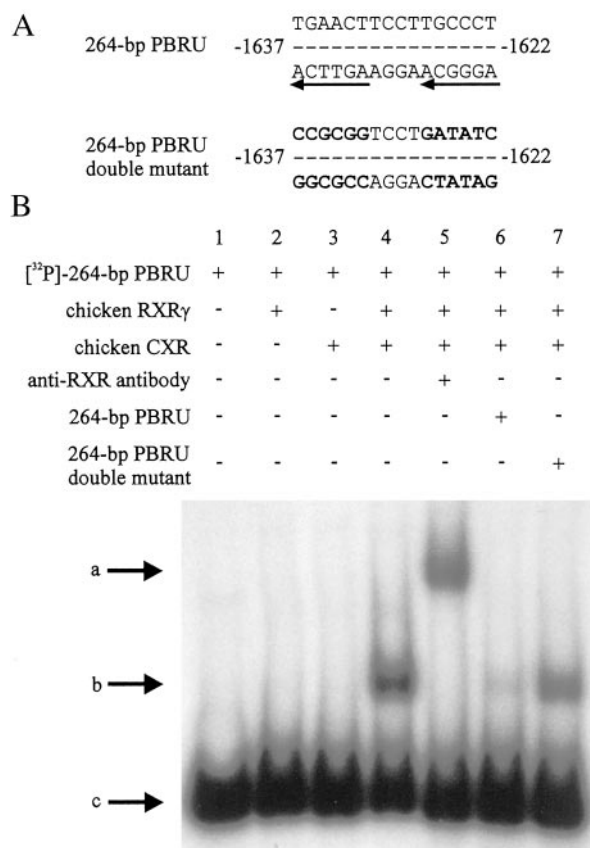 A
TGAACTTCCTTGCCCT
264-bp PBRU -1637 ---------------- -1622
ACTTGAAGGAACGGGA
CCGCGGTCCTGATATC
264-bp PBRU double mutant -1637 ---------------- -1622
GGCGCCAGGACTATAG
B
1 2 3 4 5 6 7
[³²P]-264-bp PBRU + + + + + + +
chicken RXRγ - + - + + + +
chicken CXR - - + + + + +
anti-RXR antibody - - - - + - -
264-bp PBRU - - - - - + -
264-bp PBRU double mutant - - - - - - +
a
b
c